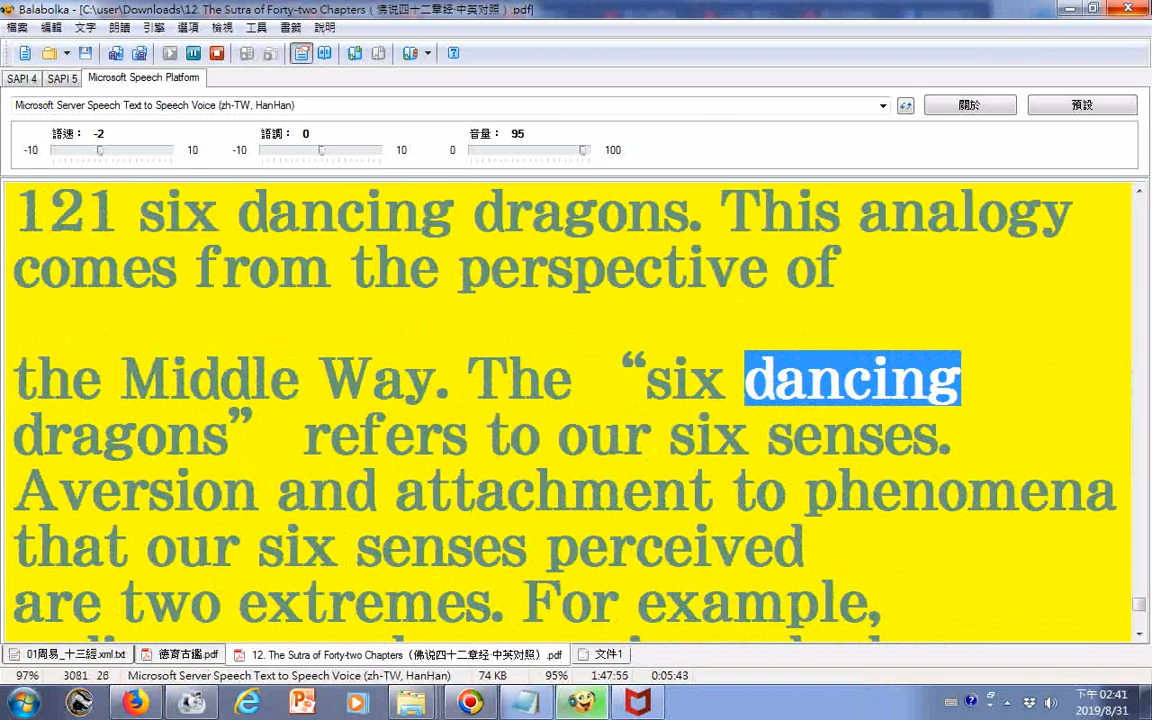 Balabolka - [C:\user\Downloads\12. The Sutra of Forty-two Chapters（佛说四十二章经·中英对照）.pdf]
檔案 編輯 文字 朗讀 引擎 選項 檢視 工具 書籤 說明
SAPI 4 SAPI 5 Microsoft Speech Platform
Microsoft Server Speech Text to Speech Voice (zh-TW, HanHan) 關於 預設
語速： -2 語調： 0 音量： 95
-10 10 -10 10 0 100
121 six dancing dragons. This analogy
comes from the perspective of
the Middle Way. The “six dancing
dragons” refers to our six senses.
Aversion and attachment to phenomena
that our six senses perceived
are two extremes. For example,
01周易_十三經.xml.txt 德育古鑑.pdf 12. The Sutra of Forty-two Chapters（佛说四十二章经·中英对照）.pdf 文件1
97% 3081: 26 Microsoft Server Speech Text to Speech Voice (zh-TW, HanHan) 74 KB 95% 1:47:56 0:05:43
下午 02:41
2019/8/31